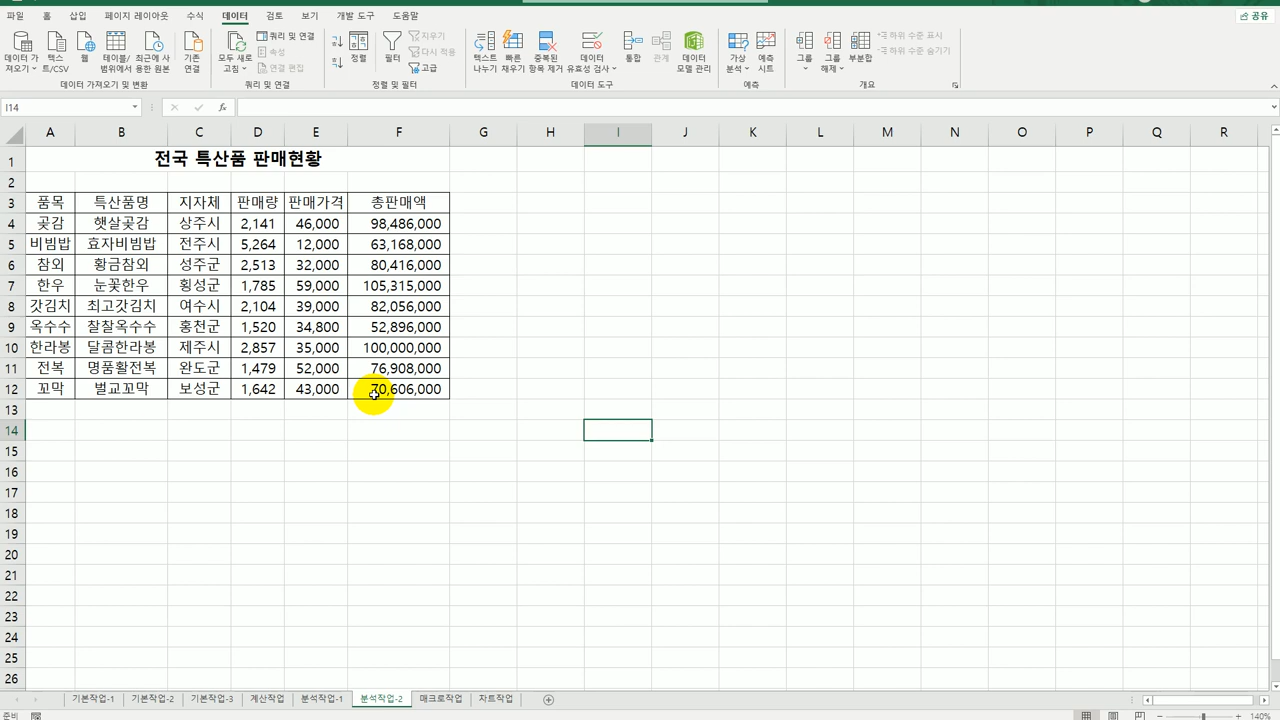 파일 홈 삽입 페이지 레이아웃 수식 데이터 검토 보기 개발 도구 도움말 공유
데이터 가져오기 텍스트/CSV 웹 테이블/범위에서 최근에 사용한 원본 기존 연결 모두 새로 고침 쿼리 및 연결 속성 연결 편집 정렬 필터 지우기 다시 적용 고급 텍스트 나누기 빠른 채우기 중복된 항목 제거 데이터 유효성 검사 통합 관계 데이터 모델 관리 가상 분석 예측 시트 그룹 그룹 해제 부분합 하위 수준 표시 하위 수준 숨기기
데이터 가져오기 및 변환 쿼리 및 연결 정렬 및 필터 데이터 도구 예측 개요
I14 fx
A B C D E F G H I J K L M N O P Q R
1 전국 특산품 판매현황
2
3 품목 특산품명 지자체 판매량 판매가격 총판매액
4 곶감 햇살곶감 상주시 2,141 46,000 98,486,000
5 비빔밥 효자비빔밥 전주시 5,264 12,000 63,168,000
6 참외 황금참외 성주군 2,513 32,000 80,416,000
7 한우 눈꽃한우 횡성군 1,785 59,000 105,315,000
8 갓김치 최고갓김치 여수시 2,104 39,000 82,056,000
9 옥수수 찰찰옥수수 홍천군 1,520 34,800 52,896,000
10 한라봉 달콤한라봉 제주시 2,857 35,000 100,000,000
11 전복 명품활전복 완도군 1,479 52,000 76,908,000
12 꼬막 벌교꼬막 보성군 1,642 43,000 70,606,000
13
14
15
16
17
18
19
20
21
22
23
24
25
26
기본작업-1 기본작업-2 기본작업-3 계산작업 분석작업-1 분석작업-2 매크로작업 차트작업
준비 140%